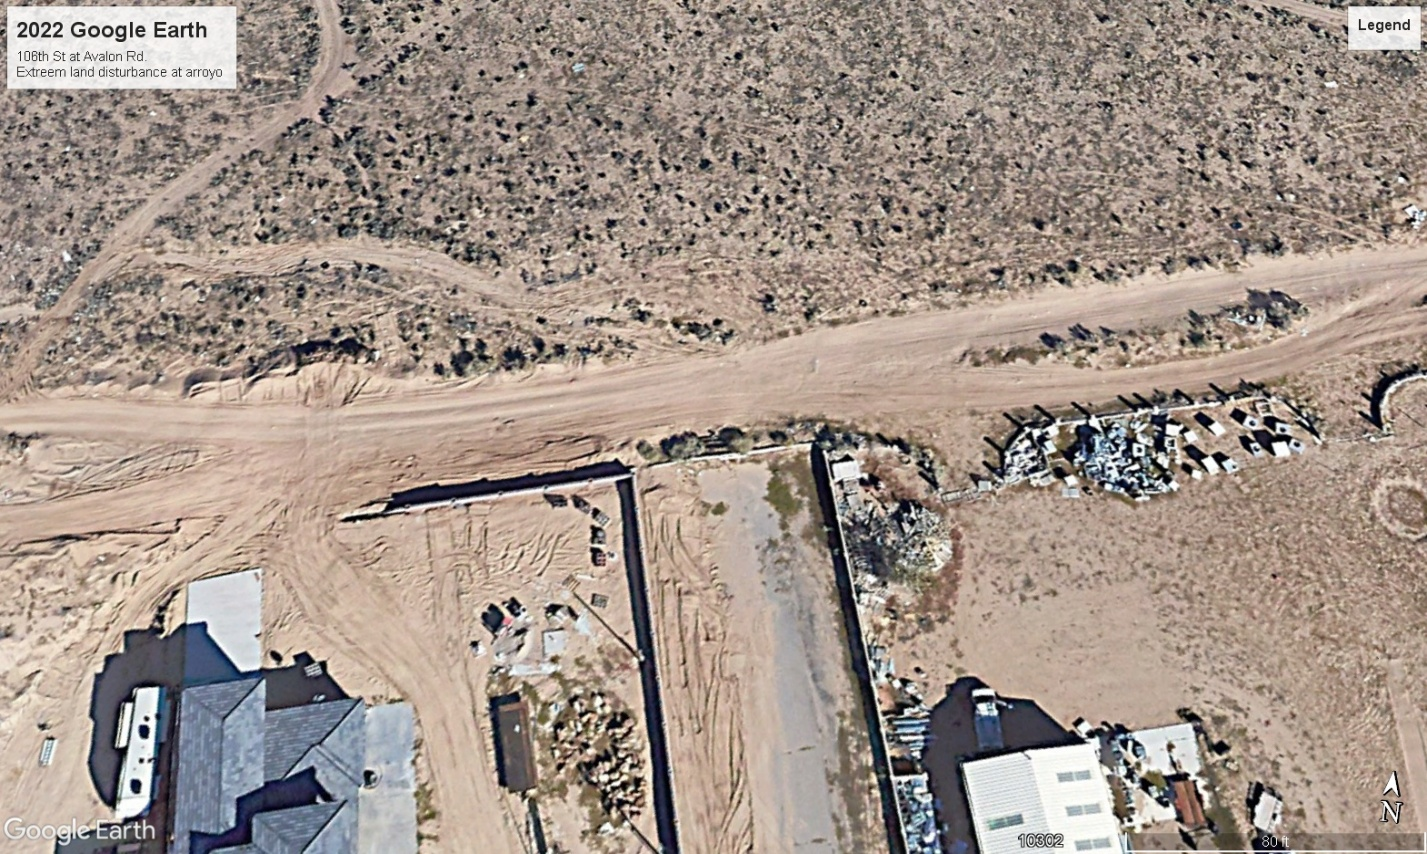 2022 Google Earth
106th St at Avalon Rd.
Extreem land disturbance at arroyo
Legend
N
Google Earth
10302
80 ft